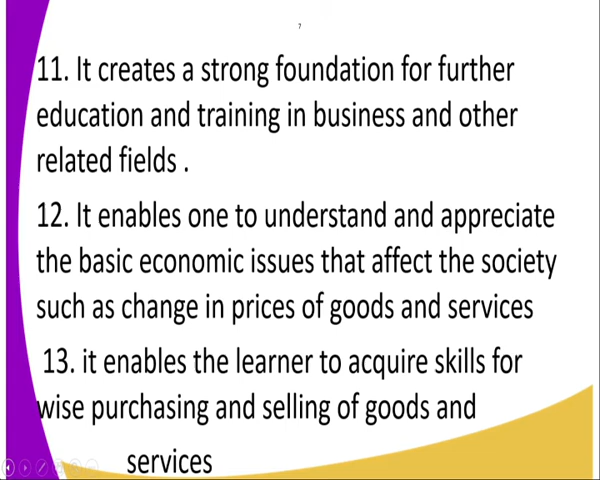 7
11. It creates a strong foundation for further
education and training in business and other
related fields .
12. It enables one to understand and appreciate
the basic economic issues that affect the society
such as change in prices of goods and services
13. it enables the learner to acquire skills for
wise purchasing and selling of goods and
services